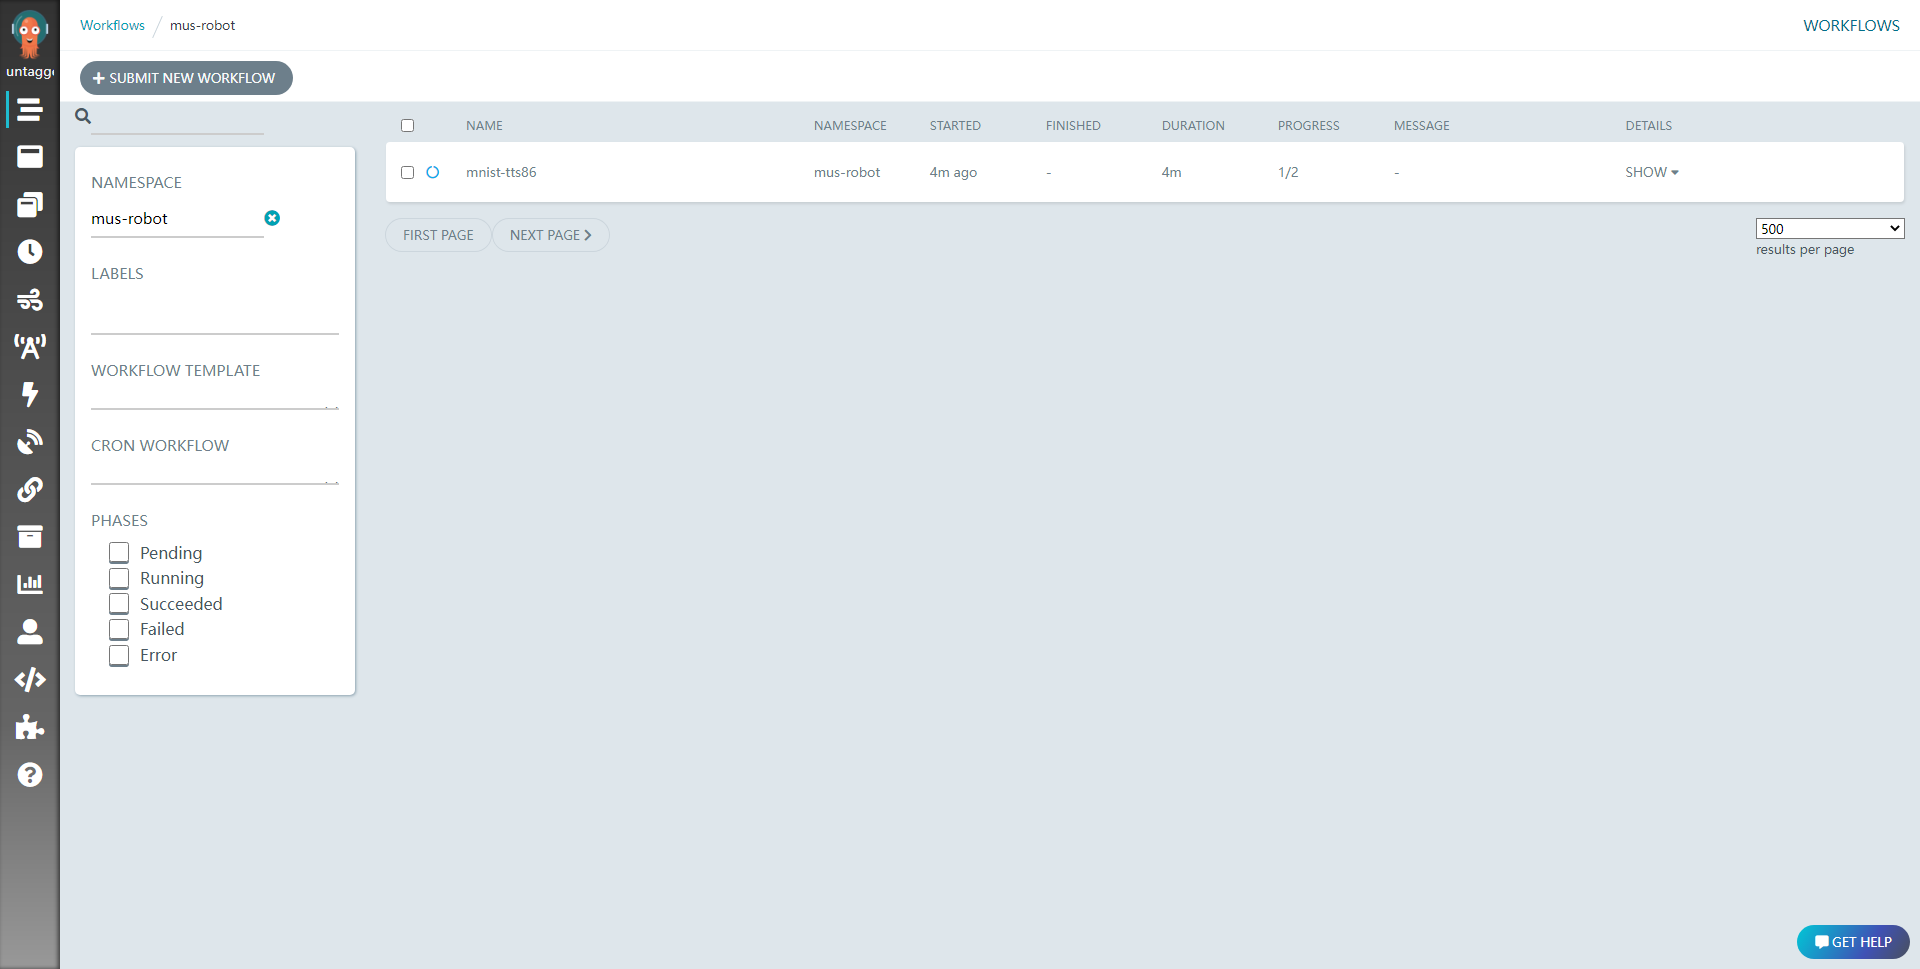 Workflows / mus-robot
WORKFLOWS
untagge
SUBMIT NEW WORKFLOW
NAMESPACE
mus-robot
LABELS
WORKFLOW TEMPLATE
CRON WORKFLOW
PHASES
Pending
Running
Succeeded
Failed
Error
NAME NAMESPACE STARTED FINISHED DURATION PROGRESS MESSAGE DETAILS
mnist-tts86 mus-robot 4m ago - 4m 1/2 - SHOW
FIRST PAGE NEXT PAGE
500
results per page
GET HELP